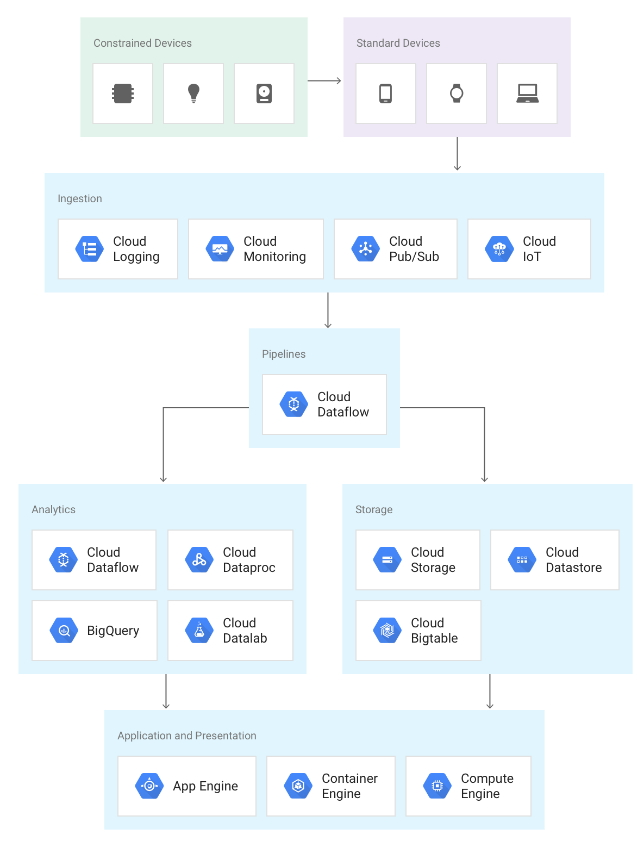 Constrained Devices
Standard Devices
Ingestion
Cloud
Logging
Cloud
Monitoring
Cloud
Pub/Sub
Cloud
IoT
Pipelines
Cloud
Dataflow
Analytics
Cloud
Dataflow
Cloud
Dataproc
BigQuery
Cloud
Datalab
Storage
Cloud
Storage
Cloud
Datastore
Cloud
Bigtable
Application and Presentation
App Engine
Container
Engine
Compute
Engine